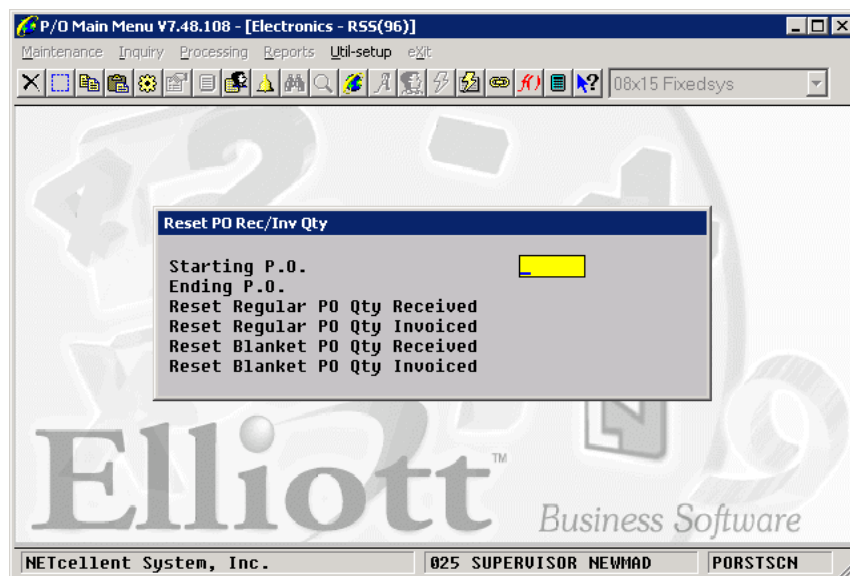 P/O Main Menu V7.48.108 - [Electronics - RSS(96)]
Maintenance Inquiry Processing Reports Util-setup eXit
08x15 Fixedsys
Reset PO Rec/Inv Qty
Starting P.O.
Ending P.O.
Reset Regular PO Qty Received
Reset Regular PO Qty Invoiced
Reset Blanket PO Qty Received
Reset Blanket PO Qty Invoiced
Elliott™
Business Software
NETcellent System, Inc. 025 SUPERVISOR NEWMAD PORSTSCN